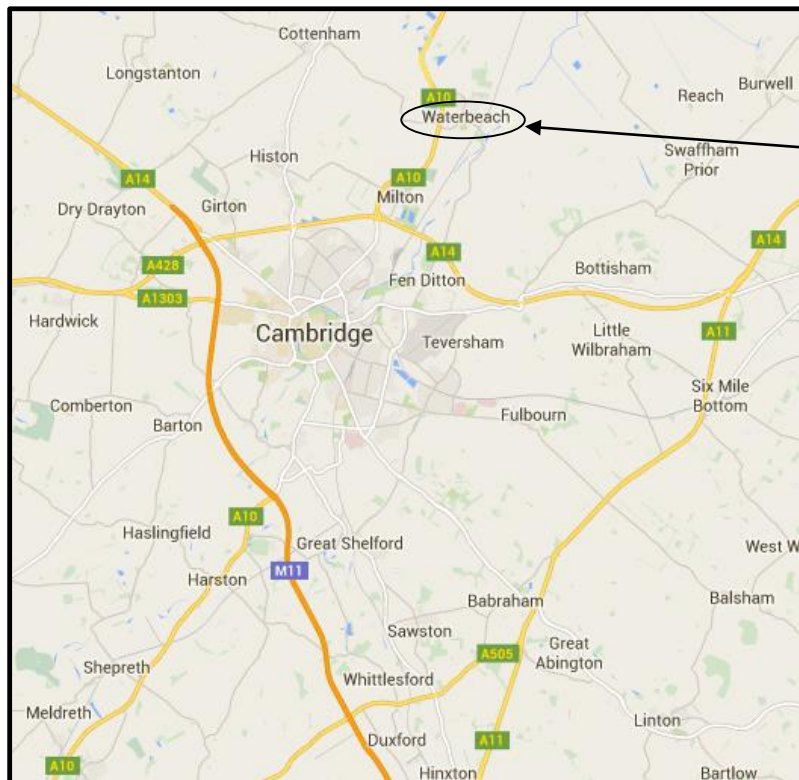 Cottenham
Longstanton
Burwell
A10
Reach
Waterbeach
Swaffham
Prior
Histon
A10
A14
Milton
Dry Drayton
Girton
A14
A14
A428
Bottisham
Fen Ditton
A1303
Hardwick
Cambridge
Teversham
Little
Wilbraham
A11
Six Mile
Bottom
Comberton
Barton
Fulbourn
A10
Haslingfield
Great Shelford
West W
M11
Harston
Babraham
Balsham
Sawston
Great
Abington
A505
Shepreth
Whittlesford
Meldreth
Linton
Duxford
A11
A10
Hinxton
Bartlow